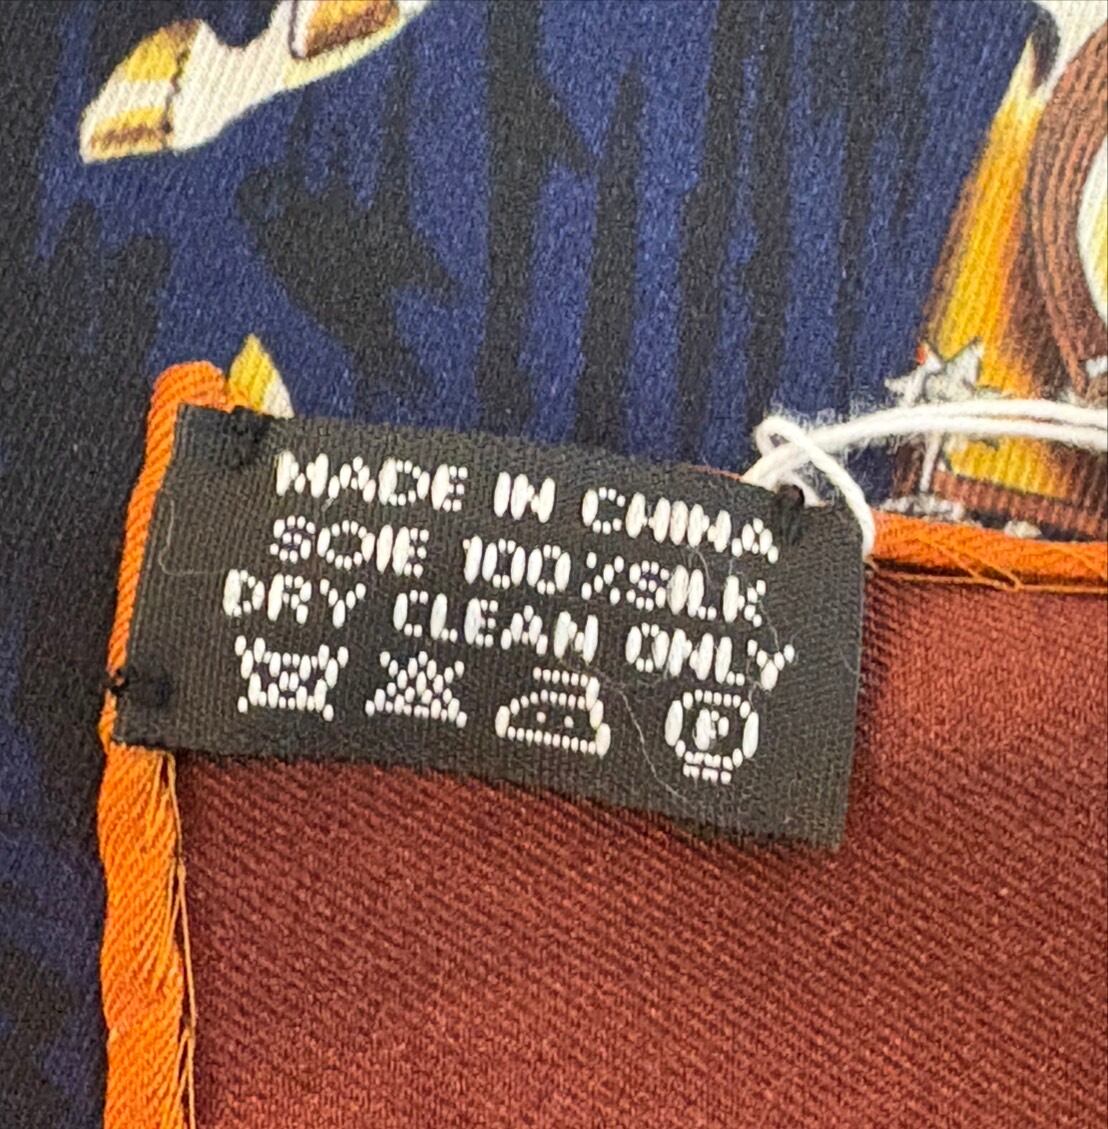 MADE IN CHINA
SOIE 100%SILK
DRY CLEAN ONLY
P